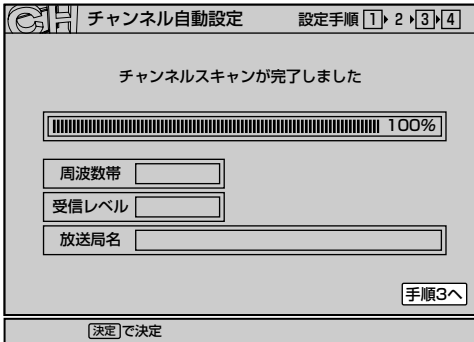 CH チャンネル自動設定 設定手順 1 2 3 4
チャンネルスキャンが完了しました
100%
周波数帯
受信レベル
放送局名
手順3へ
決定で決定